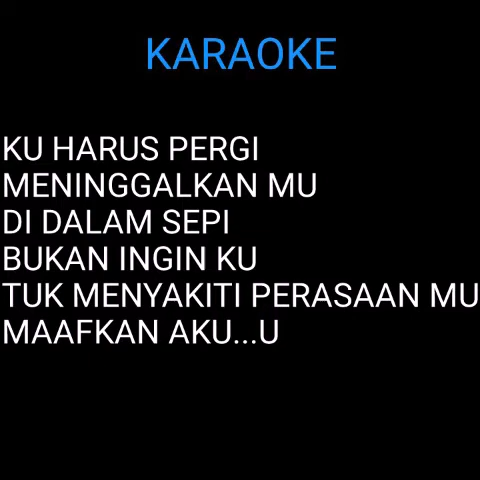 KARAOKE
KU HARUS PERGI
MENINGGALKAN MU
DI DALAM SEPI
BUKAN INGIN KU
TUK MENYAKITI PERASAAN MU
MAAFKAN AKU...U